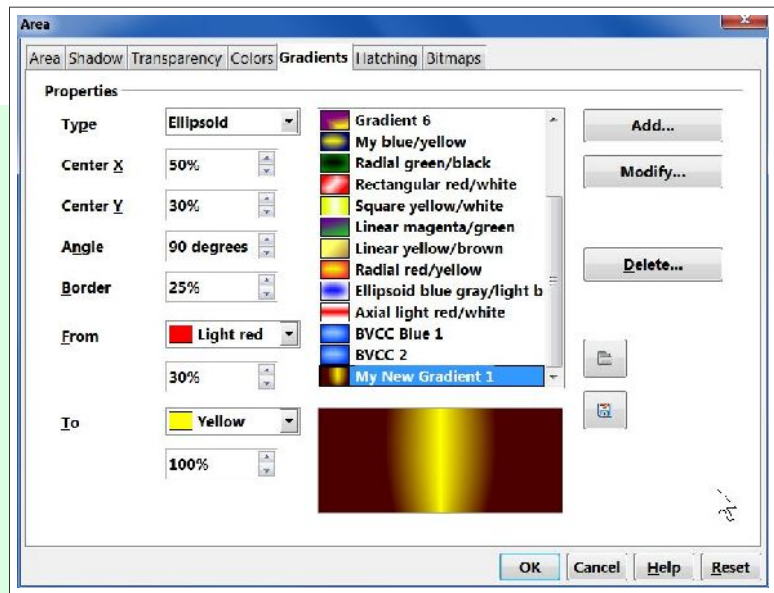 Area
Area Shadow Transparency Colors Gradients Hatching Bitmaps
Properties
Type Ellipsoid
Center X 50%
Center Y 30%
Angle 90 degrees
Border 25%
From Light red
30%
To Yellow
100%
Gradient 6
My blue/yellow
Radial green/black
Rectangular red/white
Square yellow/white
Linear magenta/green
Linear yellow/brown
Radial red/yellow
Ellipsoid blue gray/light b
Axial light red/white
BVCC Blue 1
BVCC 2
My New Gradient 1
Add...
Modify...
Delete...
OK Cancel Help Reset